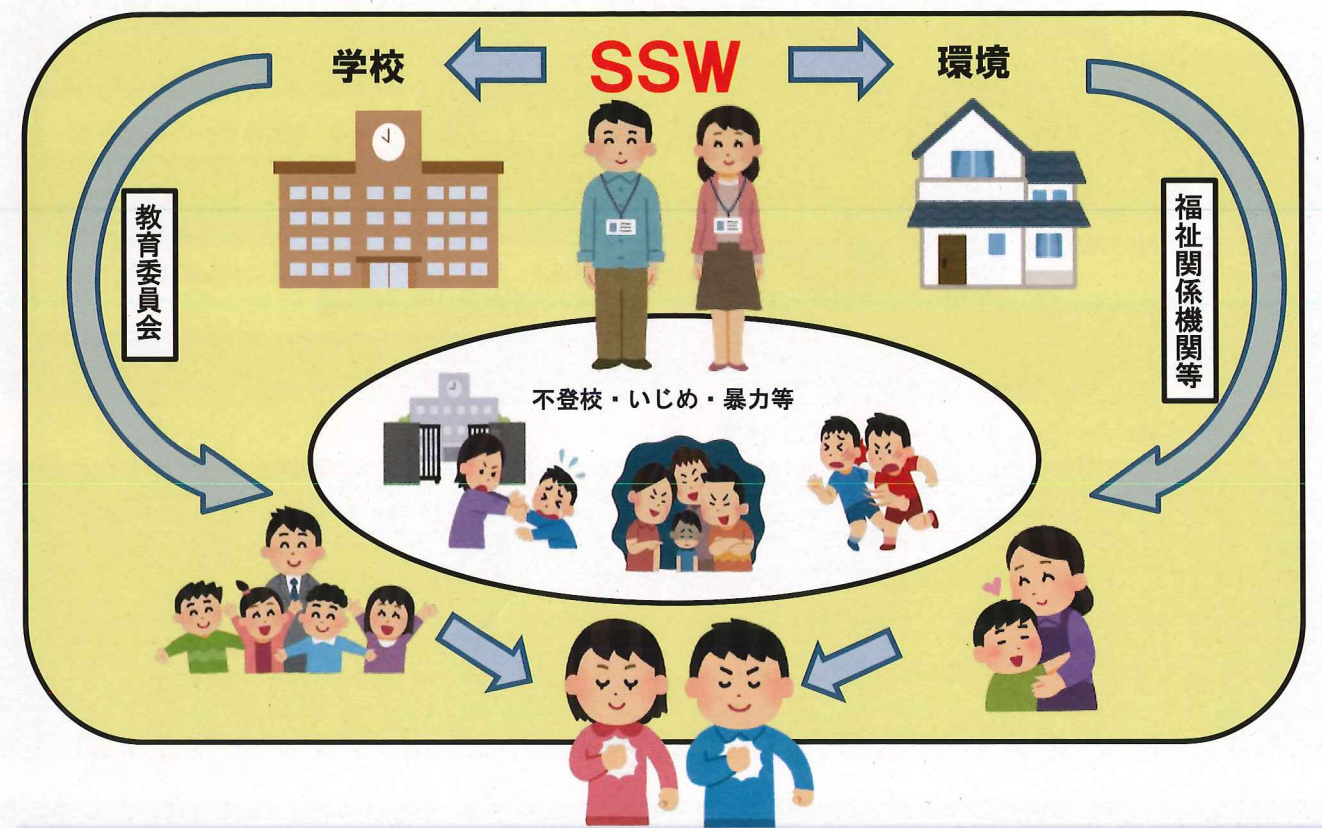 学校
SSW
環境
教育委員会
福祉関係機関等
不登校・いじめ・暴力等